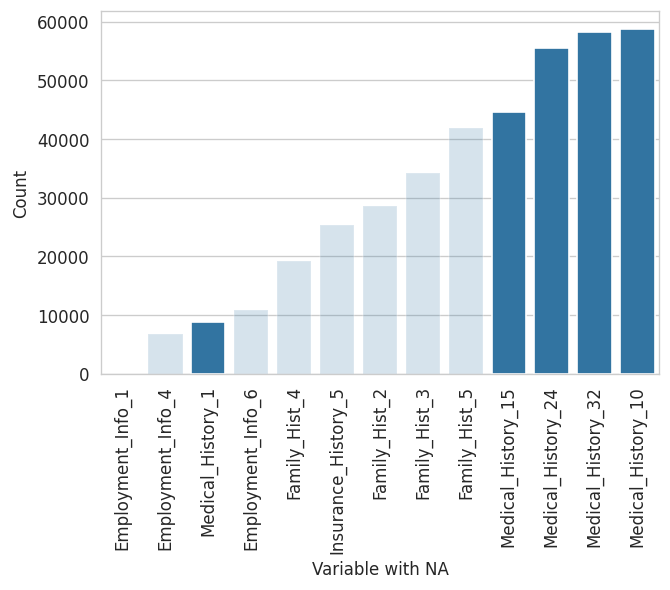 60000
50000
40000
30000
20000
10000
0
Count
Employment_Info_1
Employment_Info_4
Medical_History_1
Employment_Info_6
Family_Hist_4
Insurance_History_5
Family_Hist_2
Family_Hist_3
Family_Hist_5
Medical_History_15
Medical_History_24
Medical_History_32
Medical_History_10
Variable with NA